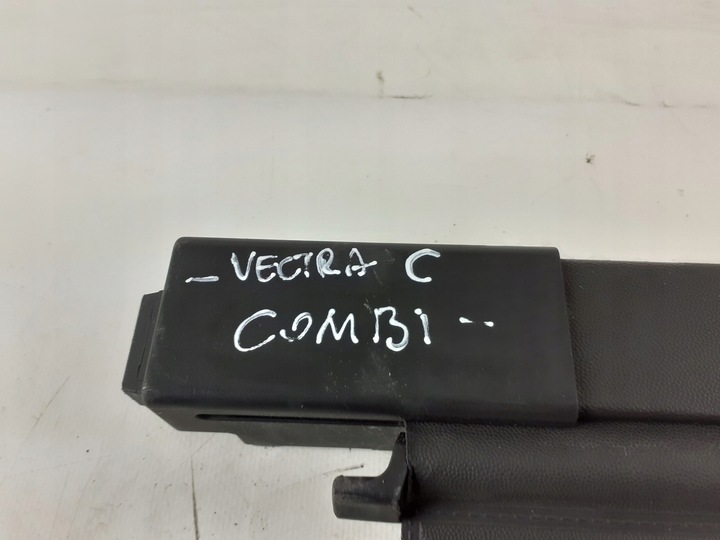 - VECTRA C
COMBI --